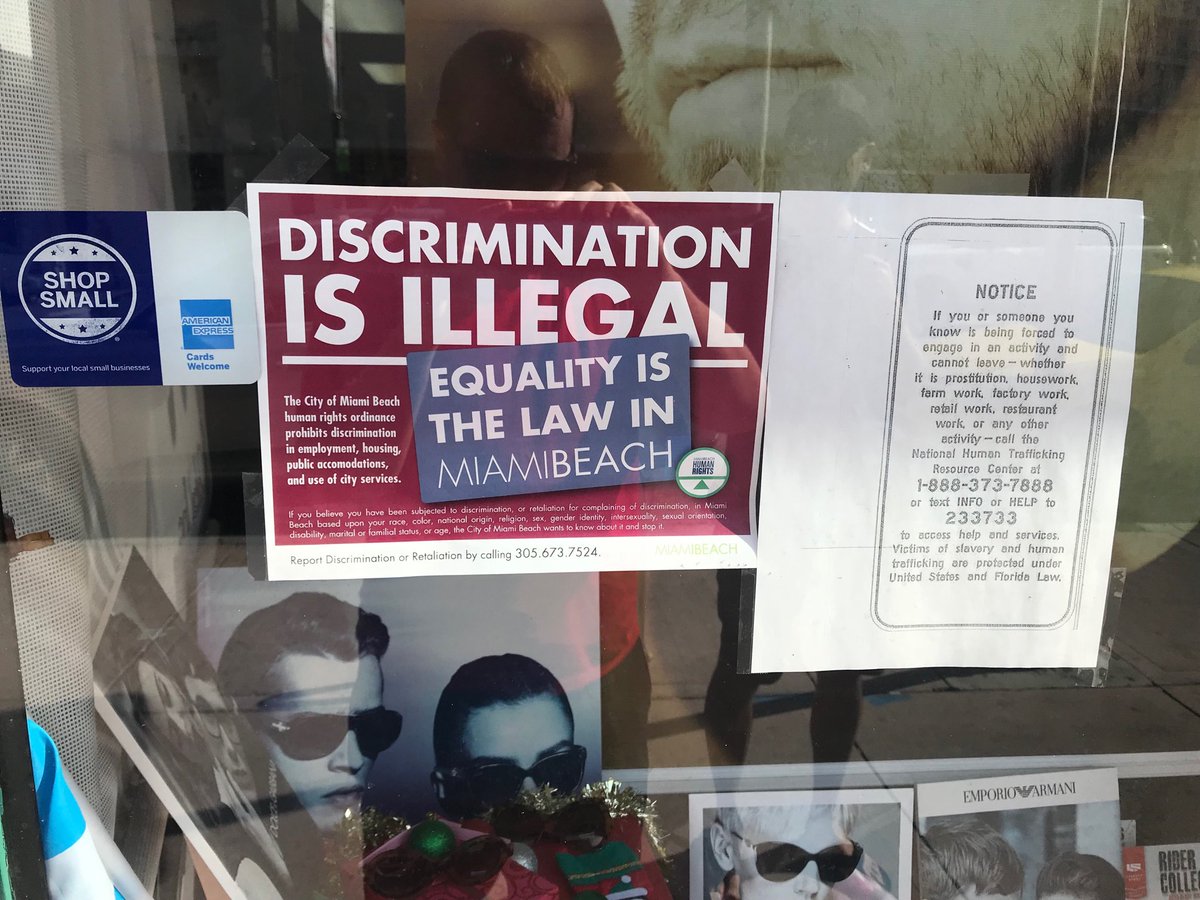 SHOP
SMALL
Support your local small businesses
AMERICAN
EXPRESS
Cards
Welcome
DISCRIMINATION
IS ILLEGAL
EQUALITY IS
THE LAW IN
MIAMIBEACH
The City of Miami Beach
human rights ordinance
prohibits discrimination
in employment, housing,
public accomodations,
and use of city services.
MIAMIBEACH
HUMAN
RIGHTS
If you believe you have been subjected to discrimination, or retaliation for complaining of discrimination, in Miami
Beach based upon your race, color, national origin, religion, sex, gender identity, intersexuality, sexual orientation,
disability, marital or familial status, or age, the City of Miami Beach wants to know about it and stop it.
Report Discrimination or Retaliation by calling 305.673.7524.
MIAMIBEACH
NOTICE
If you or someone you
know is being forced to
engage in an activity and
cannot leave – whether
it is prostitution, housework,
farm work, factory work,
retail work, restaurant
work, or any other
activity – call the
National Human Trafficking
Resource Center at
1-888-373-7888
or text INFO or HELP to
233733
to access help and services.
Victims of slavery and human
trafficking are protected under
United States and Florida Law.
EMPORIO ARMANI
RIDER
COLLE